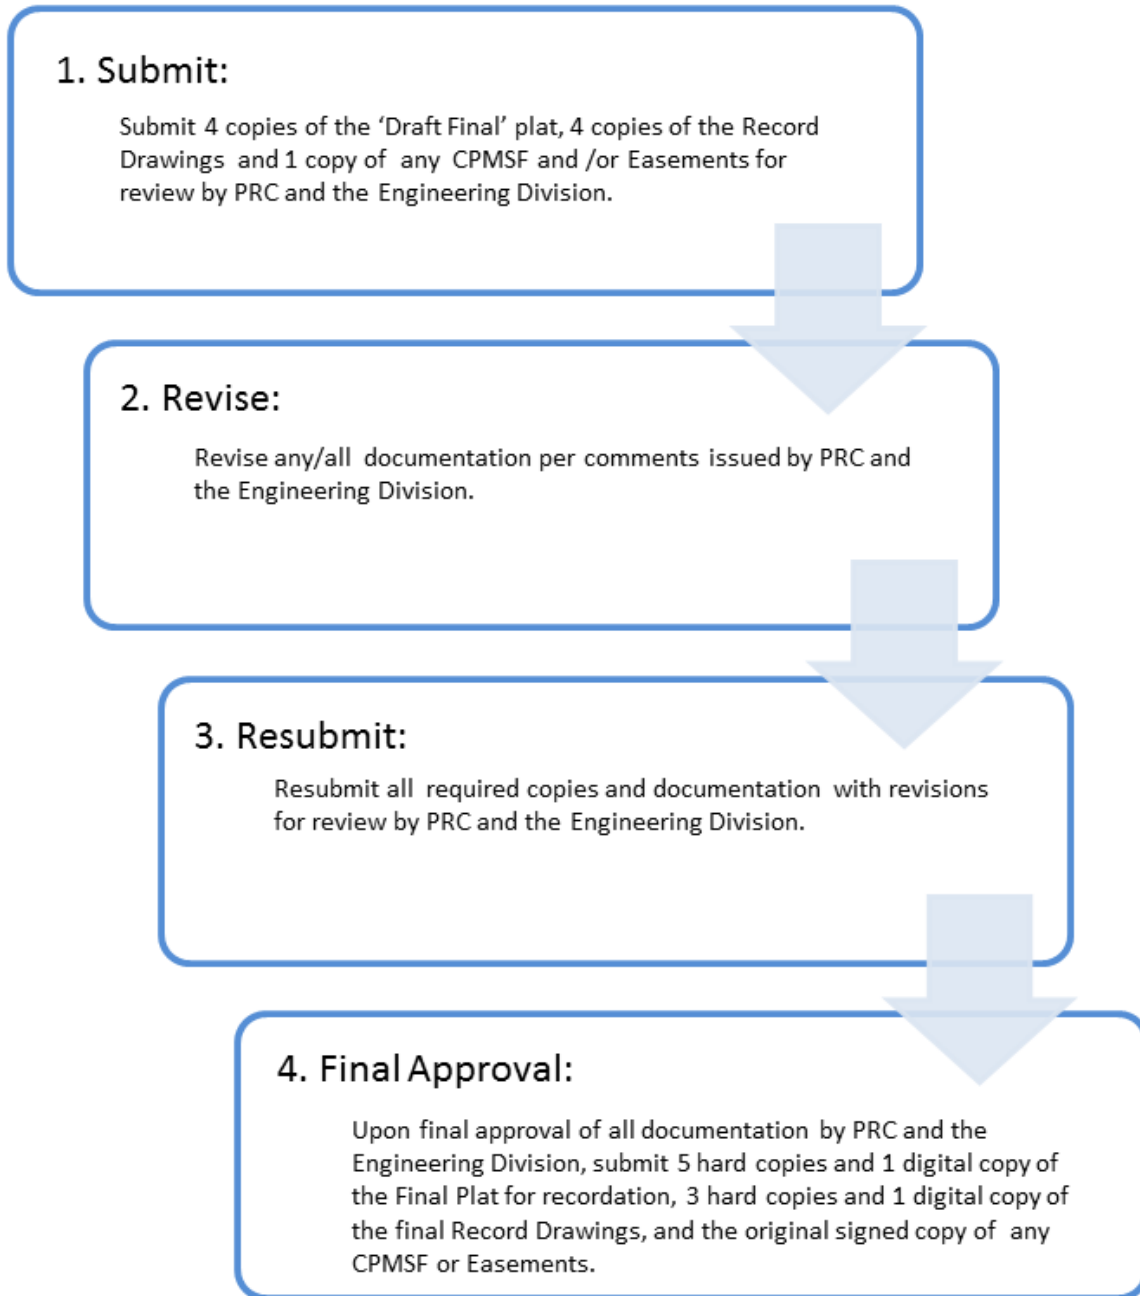 1. Submit:
Submit 4 copies of the ‘Draft Final’ plat, 4 copies of the Record
Drawings and 1 copy of any CPMSF and /or Easements for
review by PRC and the Engineering Division.
2. Revise:
Revise any/all documentation per comments issued by PRC and
the Engineering Division.
3. Resubmit:
Resubmit all required copies and documentation with revisions
for review by PRC and the Engineering Division.
4. Final Approval:
Upon final approval of all documentation by PRC and the
Engineering Division, submit 5 hard copies and 1 digital copy of
the Final Plat for recordation, 3 hard copies and 1 digital copy of
the final Record Drawings, and the original signed copy of any
CPMSF or Easements.